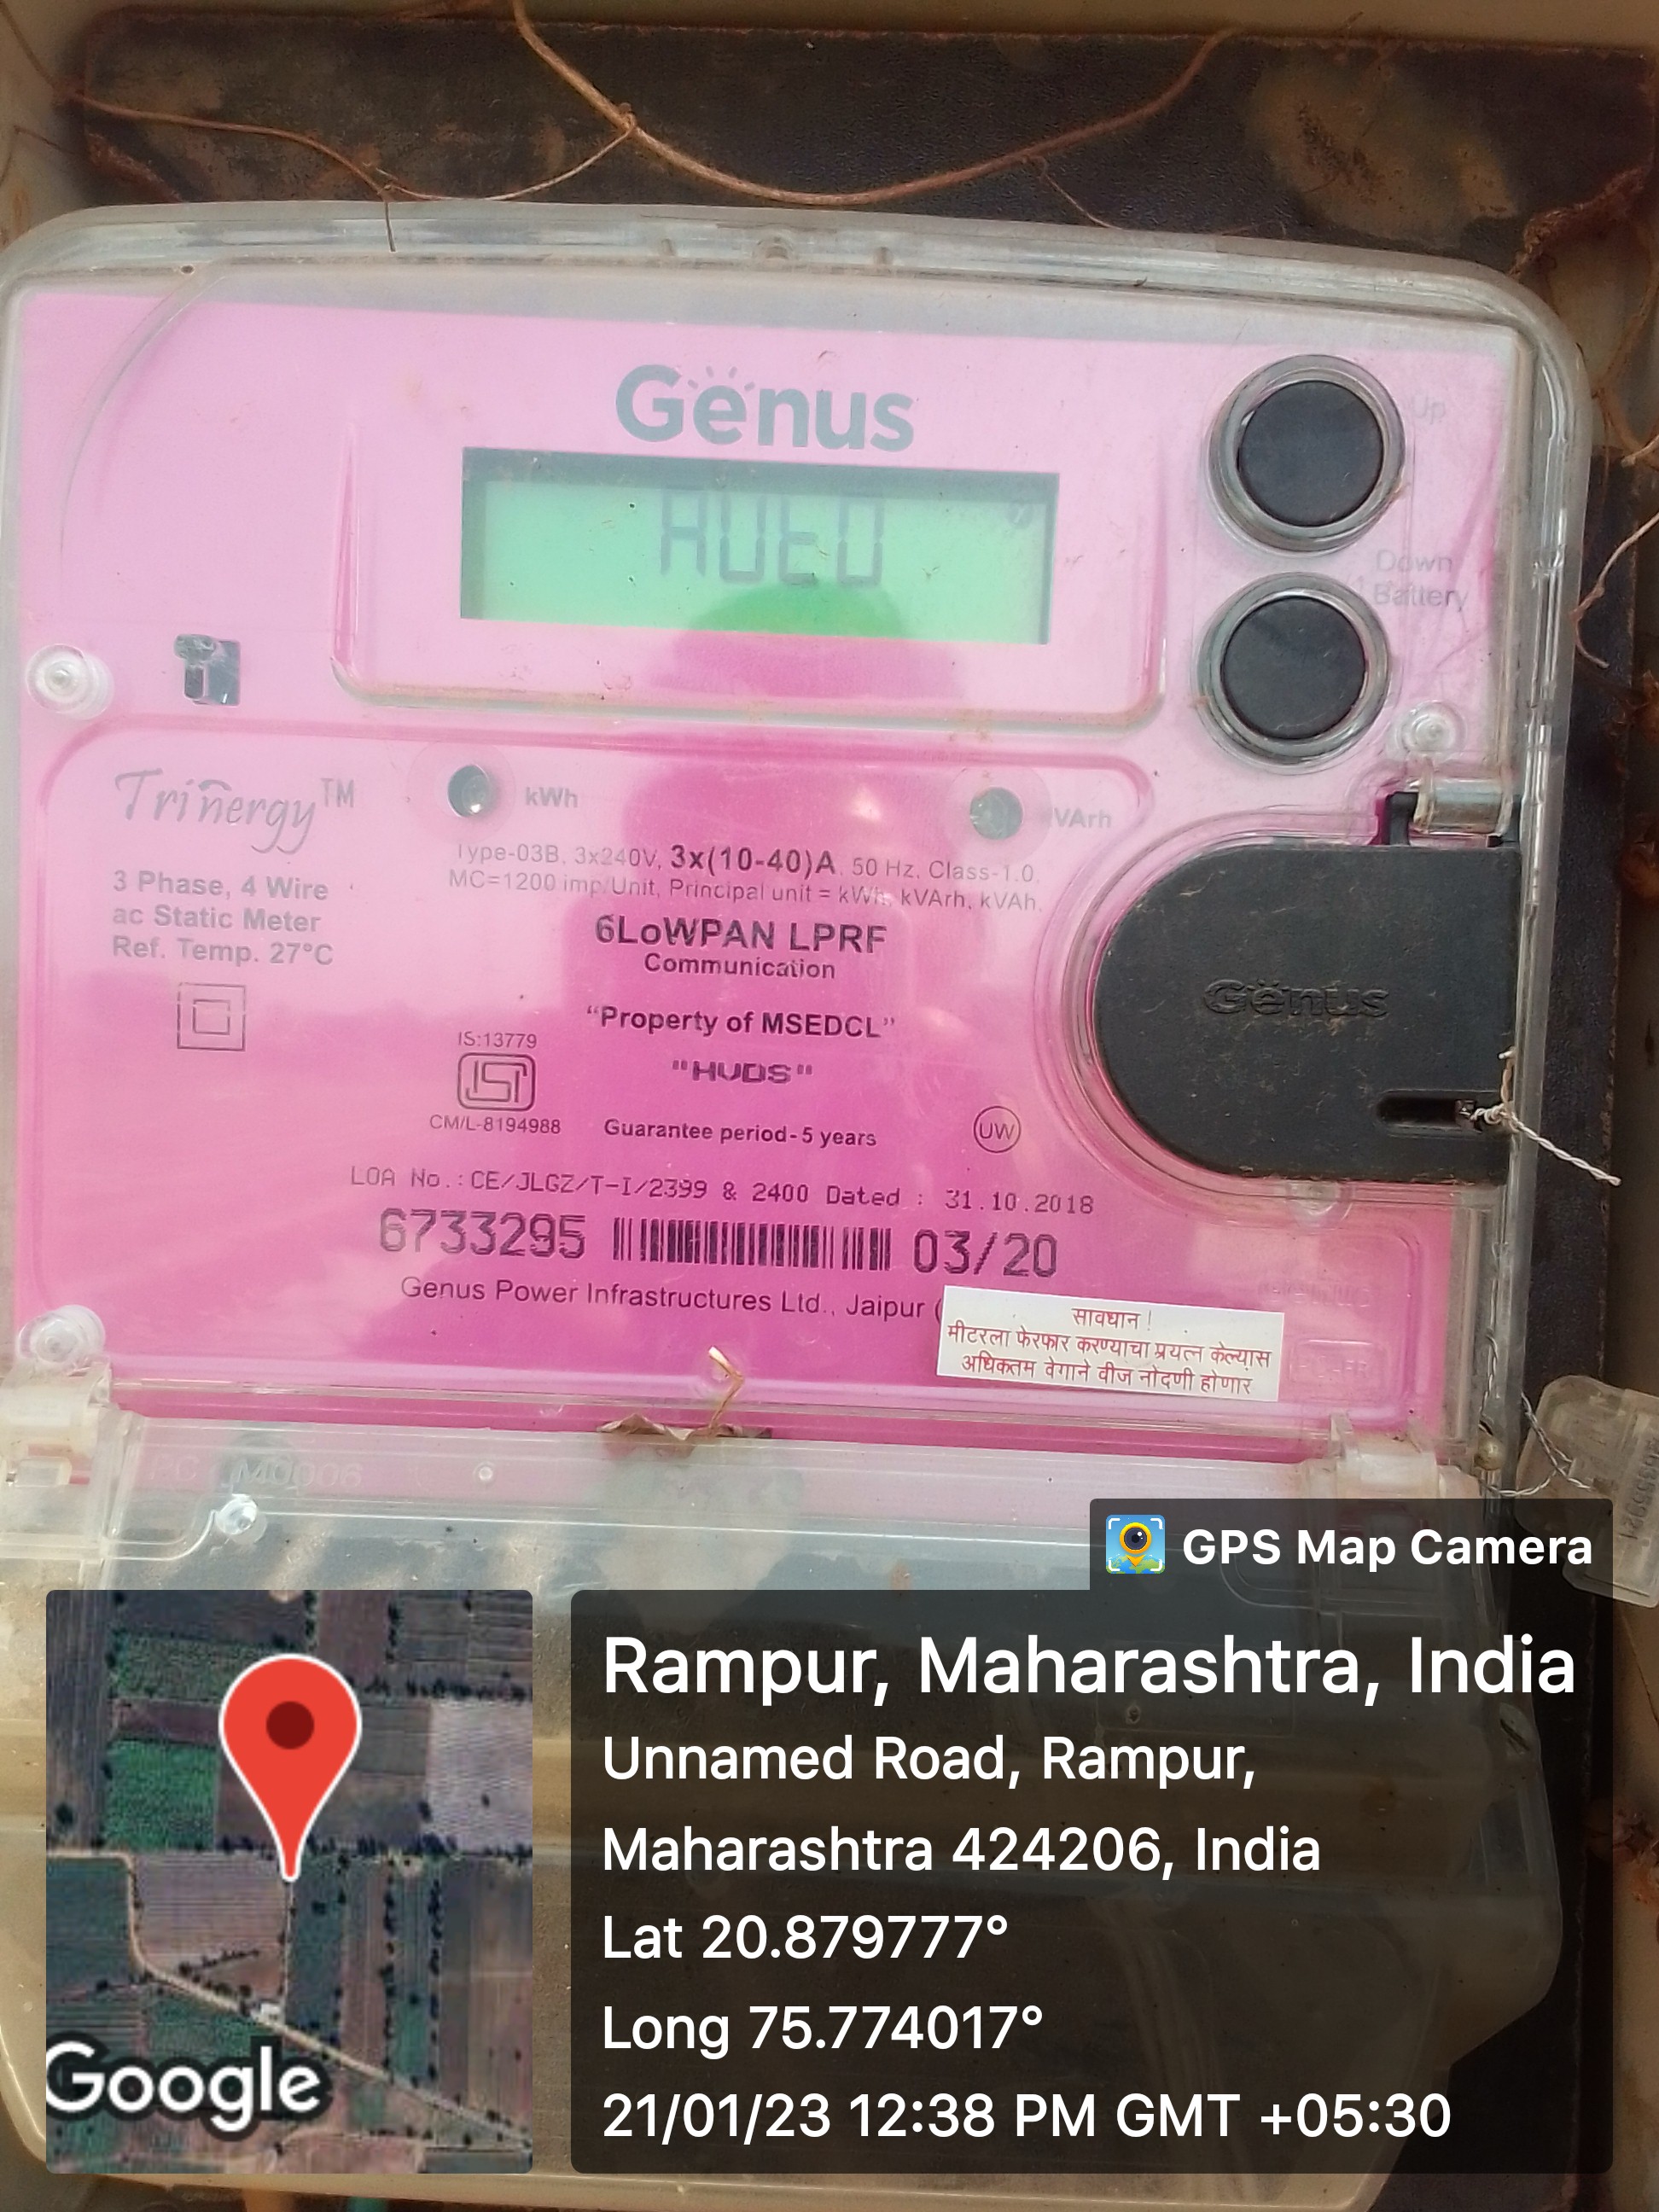 Genus
AUtO
Up
Down
Battery
Trinergy™
kWh
VArh
Type-03B, 3x240V, 3x(10-40)A, 50 Hz, Class-1.0,
MC=1200 imp/Unit, Principal unit = kWh, kVArh, kVAh,
3 Phase, 4 Wire
ac Static Meter
Ref. Temp. 27°C
6LoWPAN LPRF
Communication
"Property of MSEDCL"
"HVDS"
IS:13779
CM/L-8194988
Guarantee period-5 years
UW
Genus
LOA No.:CE/JLGZ/T-I/2399 & 2400 Dated : 31.10.2018
6733295 03/20
Genus Power Infrastructures Ltd., Jaipur (
सावधान !
मीटरला फेरफार करण्याचा प्रयत्न केल्यास
अधिकतम वेगाने वीज नोदणी होणार
PC M0006
GPS Map Camera
Rampur, Maharashtra, India
Unnamed Road, Rampur,
Maharashtra 424206, India
Lat 20.879777°
Long 75.774017°
21/01/23 12:38 PM GMT +05:30
Google